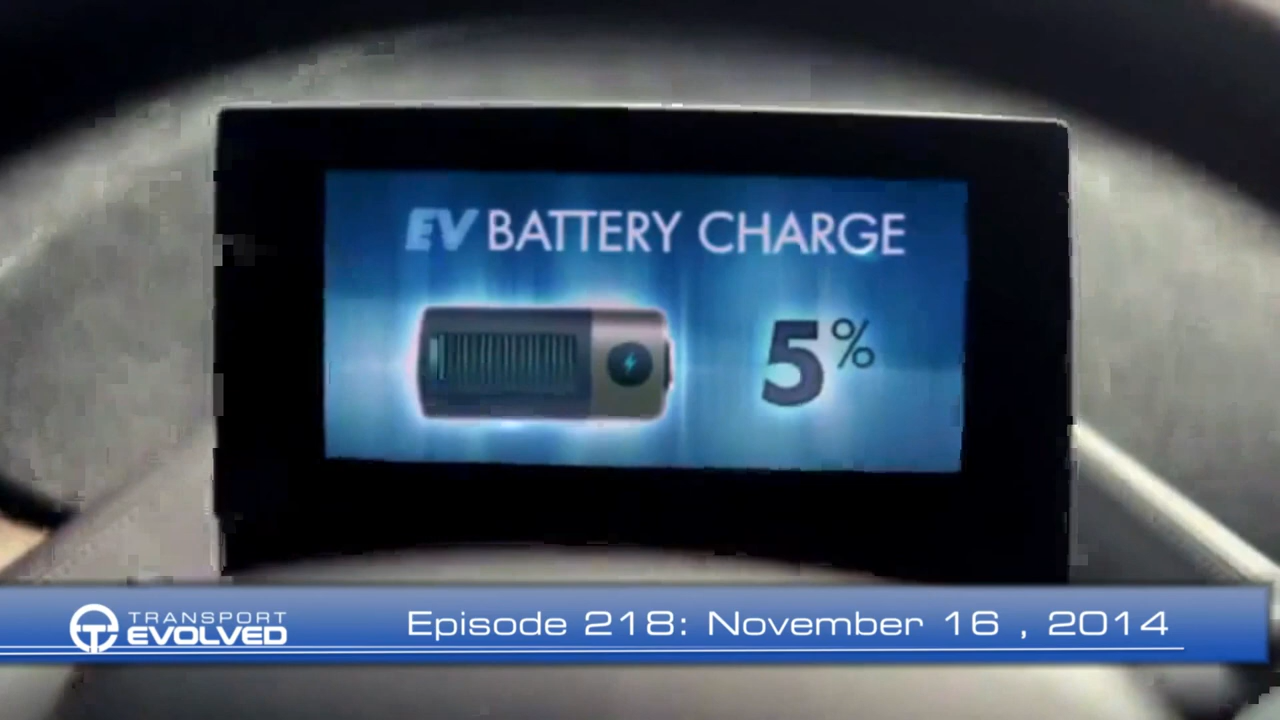 EV BATTERY CHARGE
5%
TRANSPORT
EVOLVED
Episode 218: November 16 , 2014